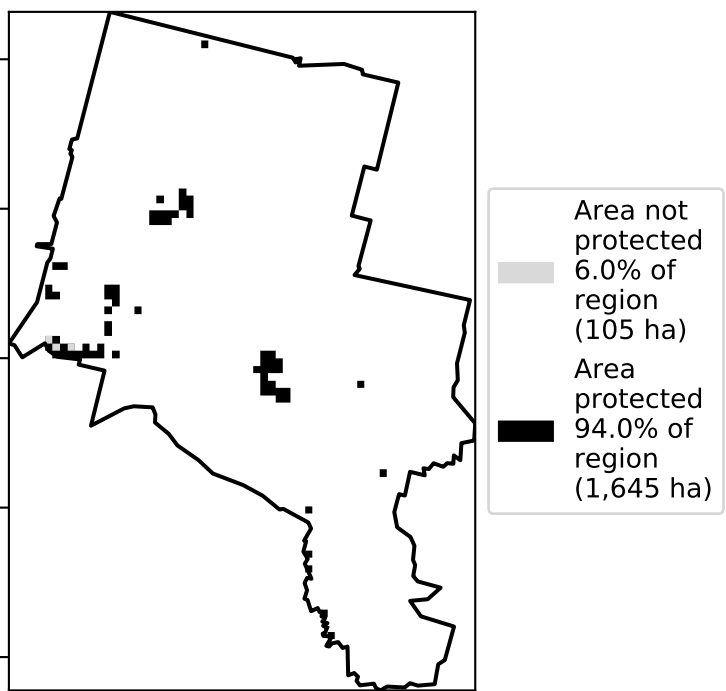 Area not
protected
6.0% of
region
(105 ha)
Area
protected
94.0% of
region
(1,645 ha)